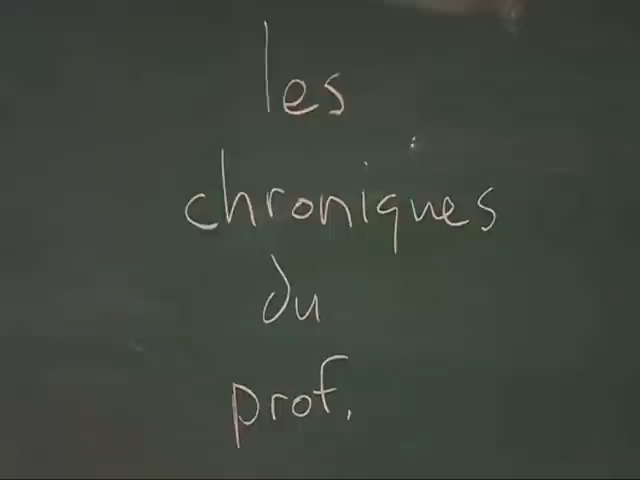 les
chroniques
du
prof.